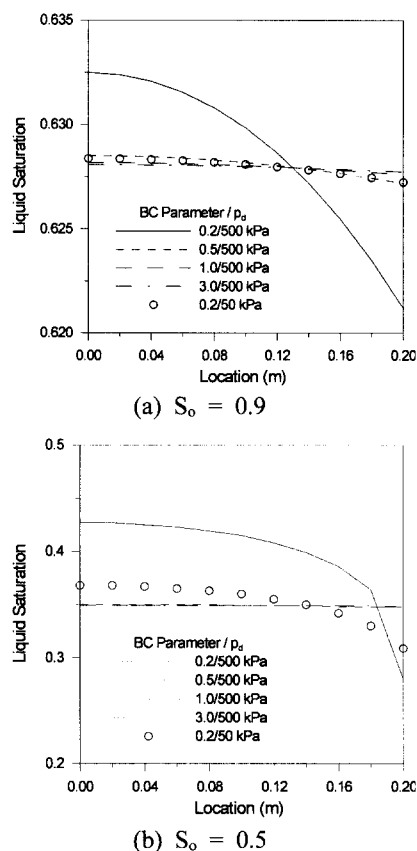 0.635
0.630
0.625
0.620
Liquid Saturation
BC Parameter / p_d
0.2/500 kPa
0.5/500 kPa
1.0/500 kPa
3.0/500 kPa
0.2/50 kPa
0.00 0.04 0.08 0.12 0.16 0.20
Location (m)
(a) S_o = 0.9
0.5
0.4
0.3
0.2
Liquid Saturation
BC Parameter / p_d
0.2/500 kPa
0.5/500 kPa
1.0/500 kPa
3.0/500 kPa
0.2/50 kPa
0.00 0.04 0.08 0.12 0.16 0.20
Location (m)
(b) S_o = 0.5